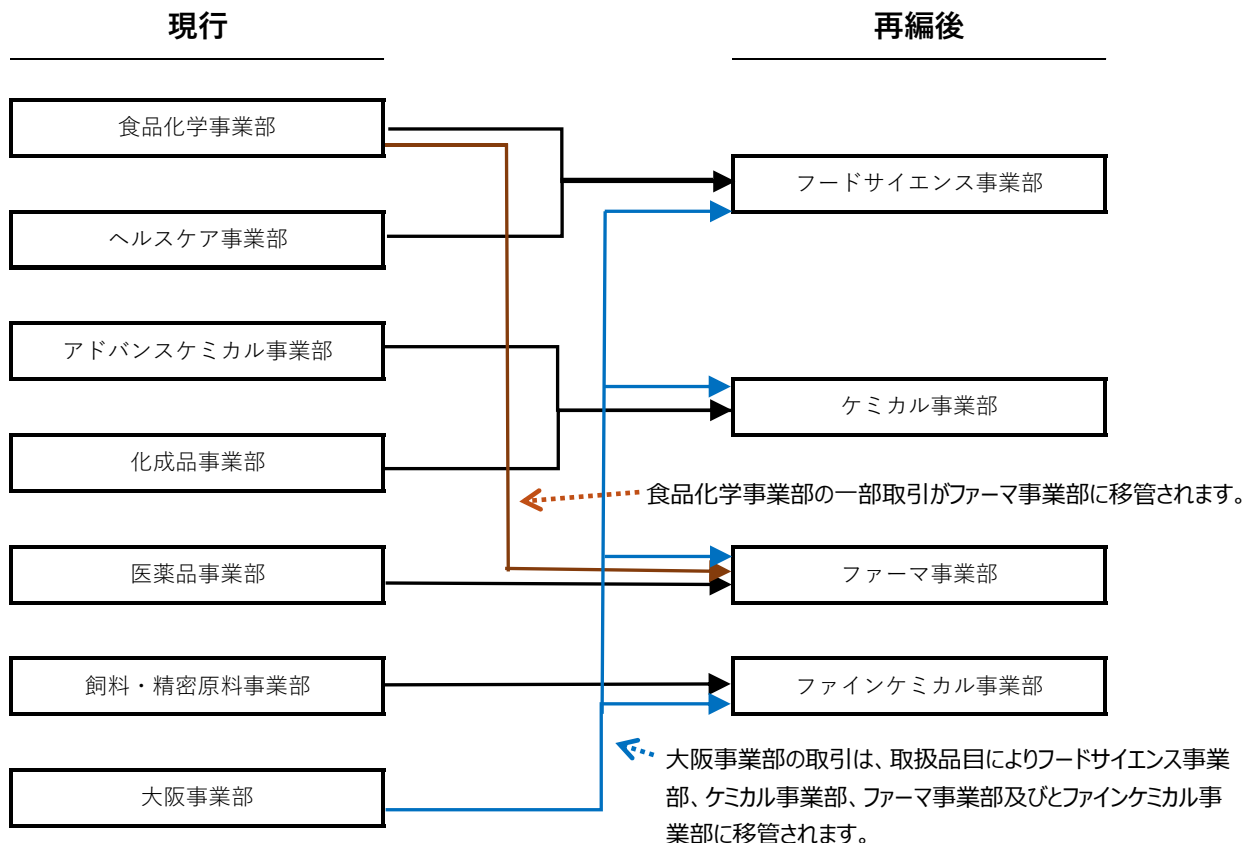 現行
再編後
食品化学事業部
フードサイエンス事業部
ヘルスケア事業部
アドバンスケミカル事業部
ケミカル事業部
化成品事業部
食品化学事業部の一部取引がファーマ事業部に移管されます。
医薬品事業部
ファーマ事業部
飼料・精密原料事業部
ファインケミカル事業部
大阪事業部の取引は、取扱品目によりフードサイエンス事業
部、ケミカル事業部、ファーマ事業部及びとファインケミカル事
業部に移管されます。
大阪事業部